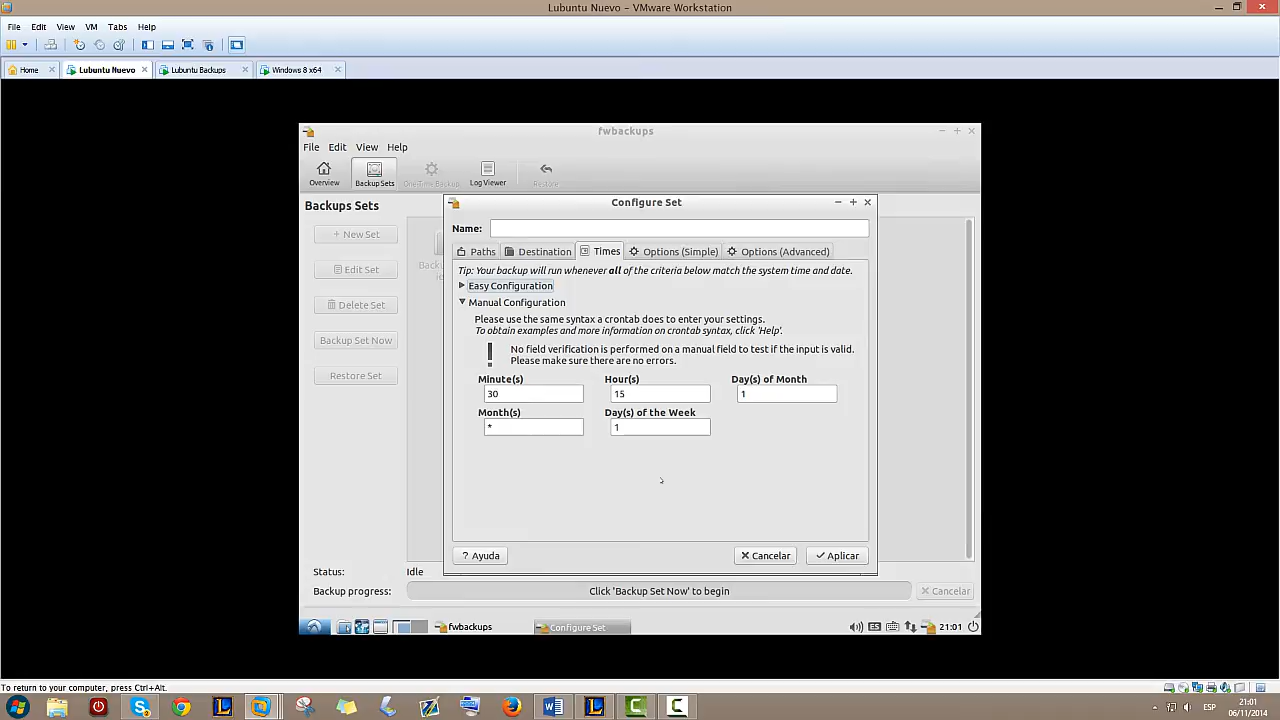 Lubuntu Nuevo - VMware Workstation
File Edit View VM Tabs Help
Home Lubuntu Nuevo Lubuntu Backups Windows 8 x64
fwbackups
File Edit View Help
Overview Backup Sets One-Time Backup Log Viewer Restore
Backups Sets
+ New Set
Edit Set
Delete Set
Backup Set Now
Restore Set
Configure Set
Name:
Paths Destination Times Options (Simple) Options (Advanced)
Tip: Your backup will run whenever all of the criteria below match the system time and date.
Easy Configuration
Manual Configuration
Please use the same syntax a crontab does to enter your settings.
To obtain examples and more information on crontab syntax, click 'Help'.
! No field verification is performed on a manual field to test if the input is valid.
Please make sure there are no errors.
Minute(s) Hour(s) Day(s) of Month
30 15 1
Month(s) Day(s) of the Week
* 1
? Ayuda Cancelar Aplicar
Status: Idle
Backup progress: Click 'Backup Set Now' to begin Cancelar
fwbackups Configure Set ES 21:01
To return to your computer, press Ctrl+Alt.
ESP 21:01
06/11/2014